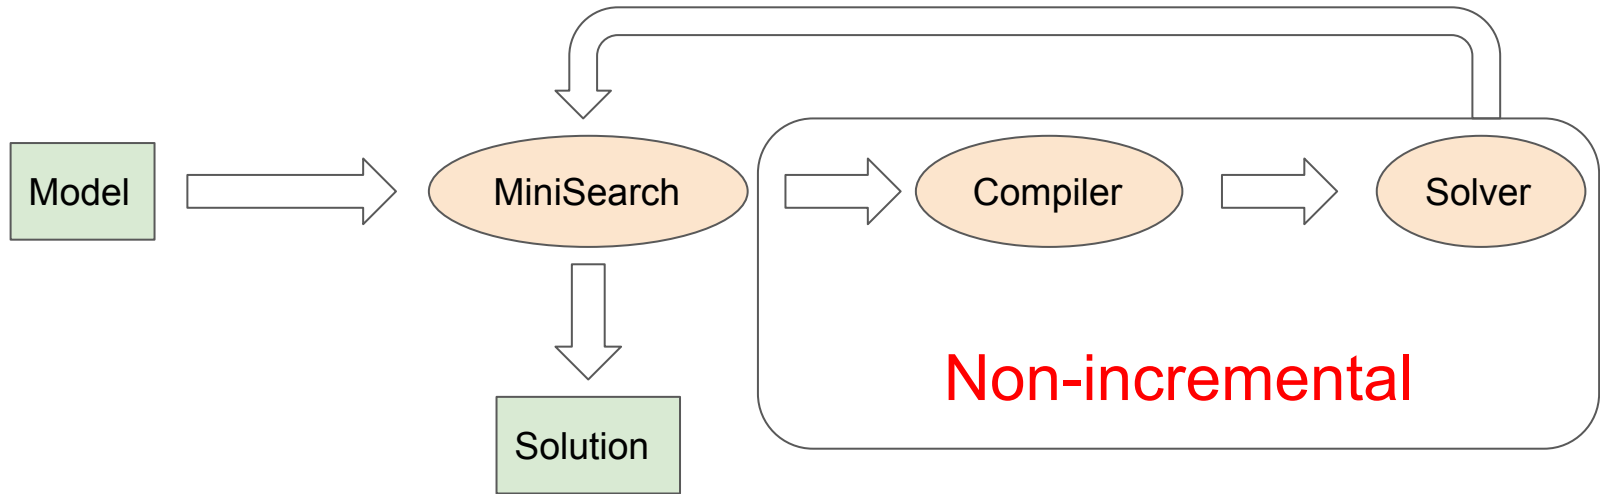 Model
MiniSearch
Compiler
Solver
Non-incremental
Solution